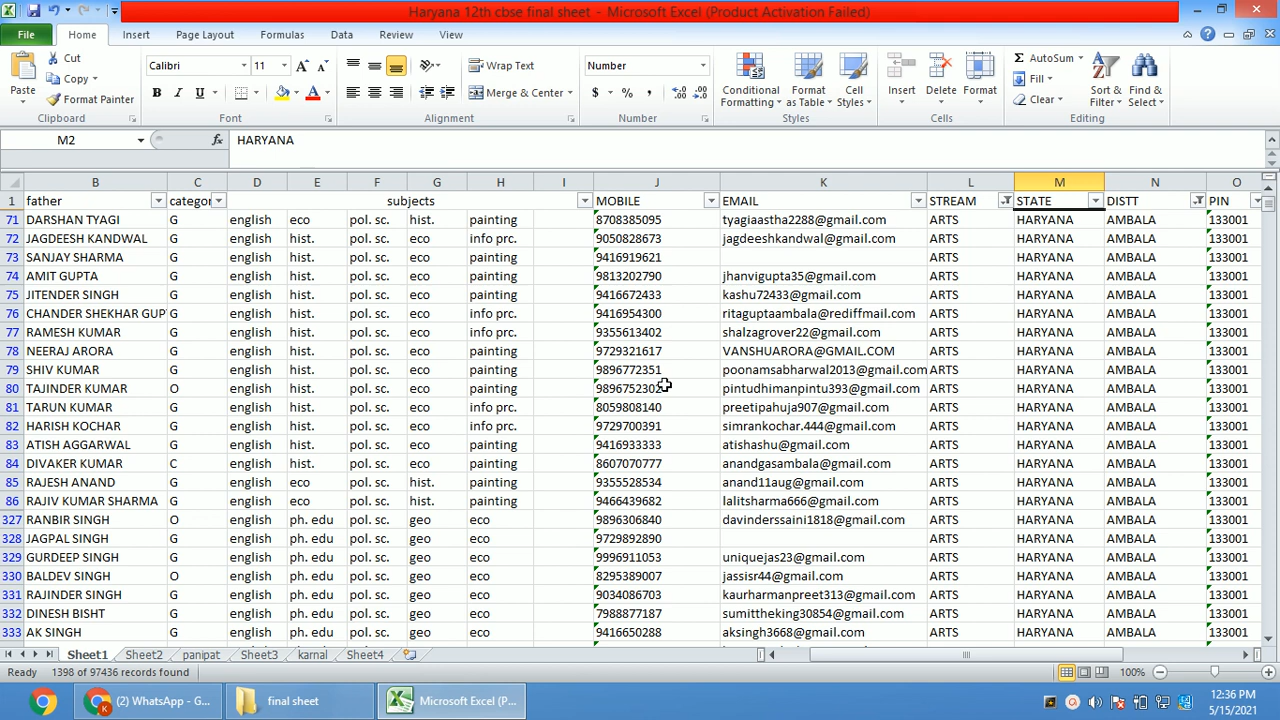 Haryana 12th cbse final sheet - Microsoft Excel (Product Activation Failed)
File Home Insert Page Layout Formulas Data Review View
Paste Cut Copy Format Painter Clipboard
Calibri 11 B I U Font
Wrap Text Merge & Center Alignment
Number $ % , Number
Conditional Formatting Format as Table Cell Styles Styles
Insert Delete Format Cells
AutoSum Fill Clear Sort & Filter Find & Select Editing
M2 fx HARYANA
B C D E F G H I J K L M N O
1 father categor subjects MOBILE EMAIL STREAM STATE DISTT PIN
71 DARSHAN TYAGI G english eco pol. sc. hist. painting 8708385095 tyagiaastha2288@gmail.com ARTS HARYANA AMBALA 133001
72 JAGDEESH KANDWAL G english hist. pol. sc. eco info prc. 9050828673 jagdeeshkandwal@gmail.com ARTS HARYANA AMBALA 133001
73 SANJAY SHARMA G english hist. pol. sc. eco painting 9416919621 ARTS HARYANA AMBALA 133001
74 AMIT GUPTA G english hist. pol. sc. eco painting 9813202790 jhanvigupta35@gmail.com ARTS HARYANA AMBALA 133001
75 JITENDER SINGH G english hist. pol. sc. eco painting 9416672433 kashu72433@gmail.com ARTS HARYANA AMBALA 133001
76 CHANDER SHEKHAR GUP G english hist. pol. sc. eco info prc. 9416954300 ritaguptaambala@rediffmail.com ARTS HARYANA AMBALA 133001
77 RAMESH KUMAR G english hist. pol. sc. eco info prc. 9355613402 shalzagrover22@gmail.com ARTS HARYANA AMBALA 133001
78 NEERAJ ARORA G english hist. pol. sc. eco painting 9729321617 VANSHUARORA@GMAIL.COM ARTS HARYANA AMBALA 133001
79 SHIV KUMAR G english hist. pol. sc. eco painting 9896772351 poonamsabharwal2013@gmail.com ARTS HARYANA AMBALA 133001
80 TAJINDER KUMAR O english hist. pol. sc. eco painting 9896752302 pintudhimanpintu393@gmail.com ARTS HARYANA AMBALA 133001
81 TARUN KUMAR G english hist. pol. sc. eco info prc. 8059808140 preetipahuja907@gmail.com ARTS HARYANA AMBALA 133001
82 HARISH KOCHAR G english hist. pol. sc. eco info prc. 9729700391 simrankochar.444@gmail.com ARTS HARYANA AMBALA 133001
83 ATISH AGGARWAL G english hist. pol. sc. eco painting 9416933333 atishashu@gmail.com ARTS HARYANA AMBALA 133001
84 DIVAKER KUMAR C english hist. pol. sc. eco painting 8607070777 anandgasambala@gmail.com ARTS HARYANA AMBALA 133001
85 RAJESH ANAND G english eco pol. sc. hist. painting 9355528534 anand11aug@gmail.com ARTS HARYANA AMBALA 133001
86 RAJIV KUMAR SHARMA G english eco pol. sc. hist. painting 9466439682 lalitsharma666@gmail.com ARTS HARYANA AMBALA 133001
327 RANBIR SINGH O english ph. edu pol. sc. geo eco 9896306840 davinderssaini1818@gmail.com ARTS HARYANA AMBALA 133001
328 JAGPAL SINGH G english ph. edu pol. sc. geo eco 9729892890 ARTS HARYANA AMBALA 133001
329 GURDEEP SINGH G english ph. edu pol. sc. geo eco 9996911053 uniquejas23@gmail.com ARTS HARYANA AMBALA 133001
330 BALDEV SINGH O english ph. edu pol. sc. geo eco 8295389007 jassisr44@gmail.com ARTS HARYANA AMBALA 133001
331 RAJINDER SINGH G english ph. edu pol. sc. geo eco 9034086703 kaurharmanpreet313@gmail.com ARTS HARYANA AMBALA 133001
332 DINESH BISHT G english ph. edu pol. sc. geo eco 7988877187 sumittheking30854@gmail.com ARTS HARYANA AMBALA 133001
333 AK SINGH G english ph. edu pol. sc. geo eco 9416650288 aksingh3668@gmail.com ARTS HARYANA AMBALA 133001
Sheet1 Sheet2 panipat Sheet3 karnal Sheet4
Ready 1398 of 97436 records found 100%
(2) WhatsApp - G... final sheet Microsoft Excel (P... 12:36 PM
5/15/2021